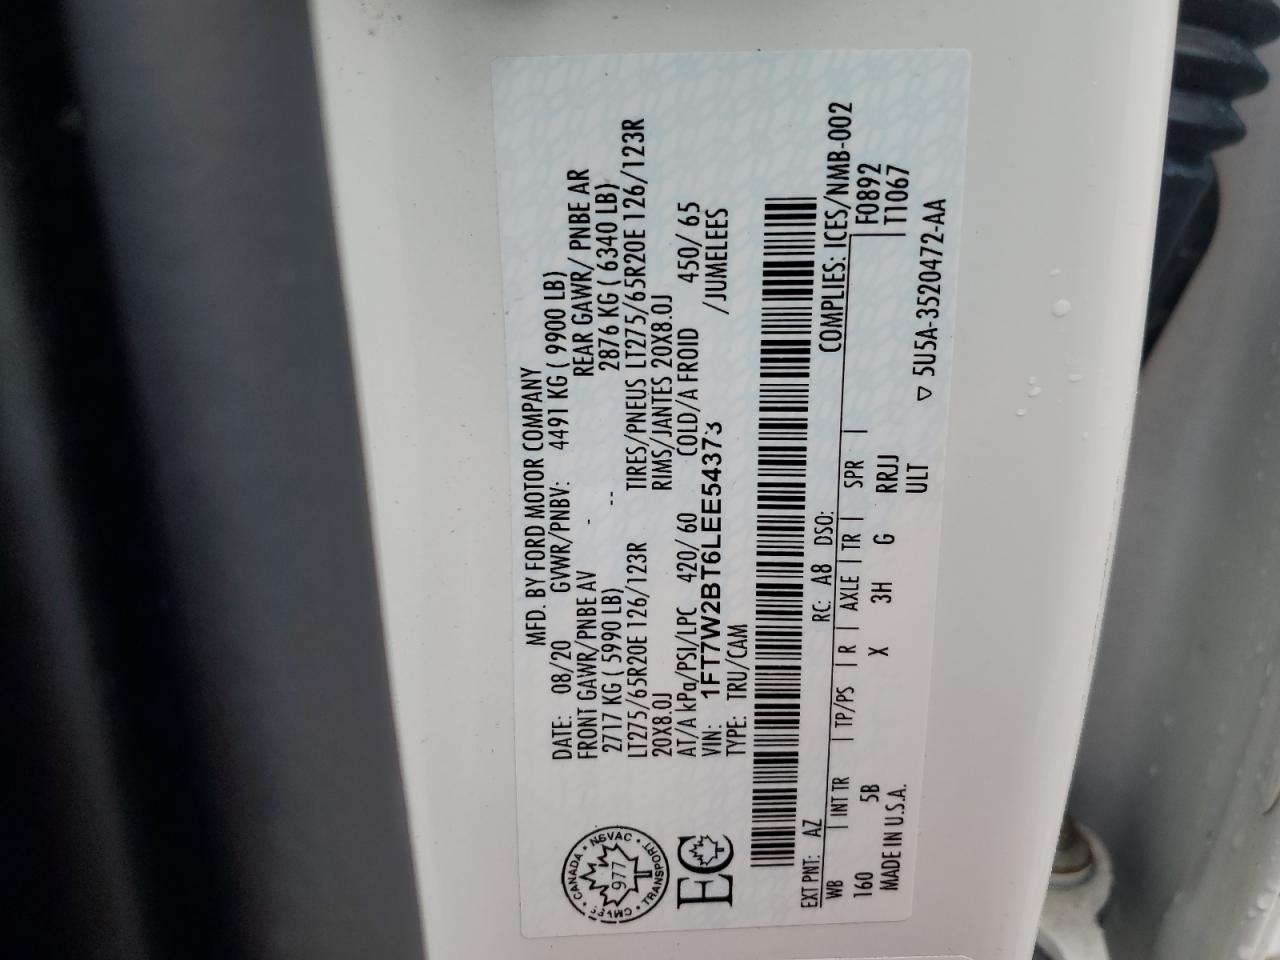 MFD. BY FORD MOTOR COMPANY
DATE: 08/20 GVWR/PNBV: 4491 KG ( 9900 LB)
FRONT GAWR/PNBE AV - REAR GAWR/ PNBE AR
2717 KG ( 5990 LB) -- 2876 KG ( 6340 LB)
LT275/65R20E 126/123R TIRES/PNEUS LT275/65R20E 126/123R
20X8.0J RIMS/JANTES 20X8.0J
AT/A kPa/PSI/LPC 420/ 60 COLD/A FROID 450/ 65
VIN: 1FT7W2BT6LEE54373 /JUMELEES
TYPE: TRU/CAM
CANADA • NSVAC • TRANSPORT
977
EC
EXT PNT: AZ RC: A8 DSO: COMPLIES: ICES/NMB-002
WB | INT TR | TP/PS | R | AXLE | TR | SPR | F0892
160 5B X 3H G RRJJ T1067
MADE IN U.S.A. ULT
▽ 5U5A-3520472-AA